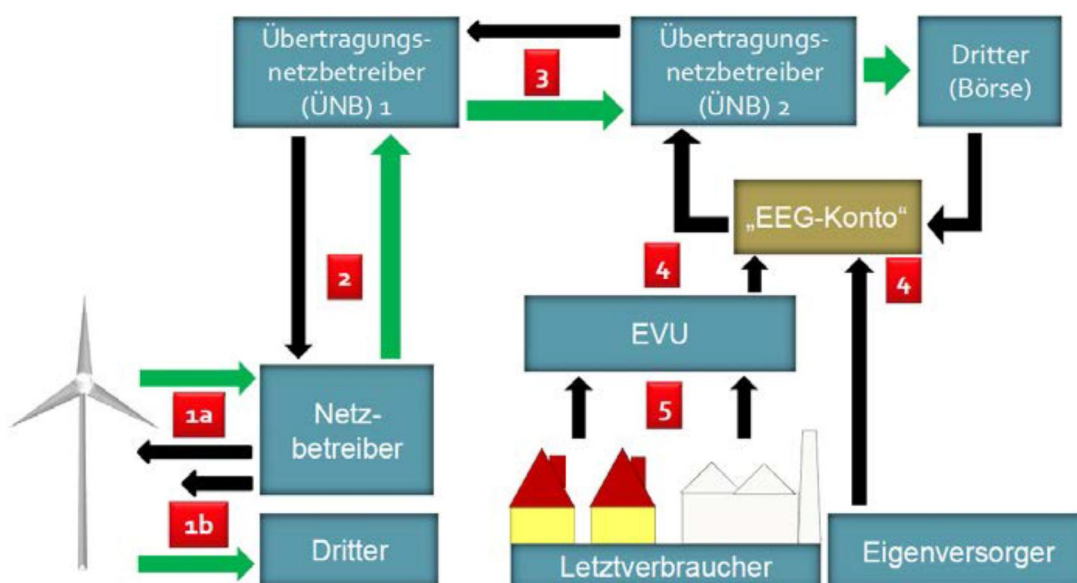 Übertragungs-
netzbetreiber
(ÜNB) 1
3
Übertragungs-
netzbetreiber
(ÜNB) 2
Dritter
(Börse)
„EEG-Konto“
2
4
4
EVU
1a
Netz-
betreiber
5
1b
Dritter
Letztverbraucher
Eigenversorger